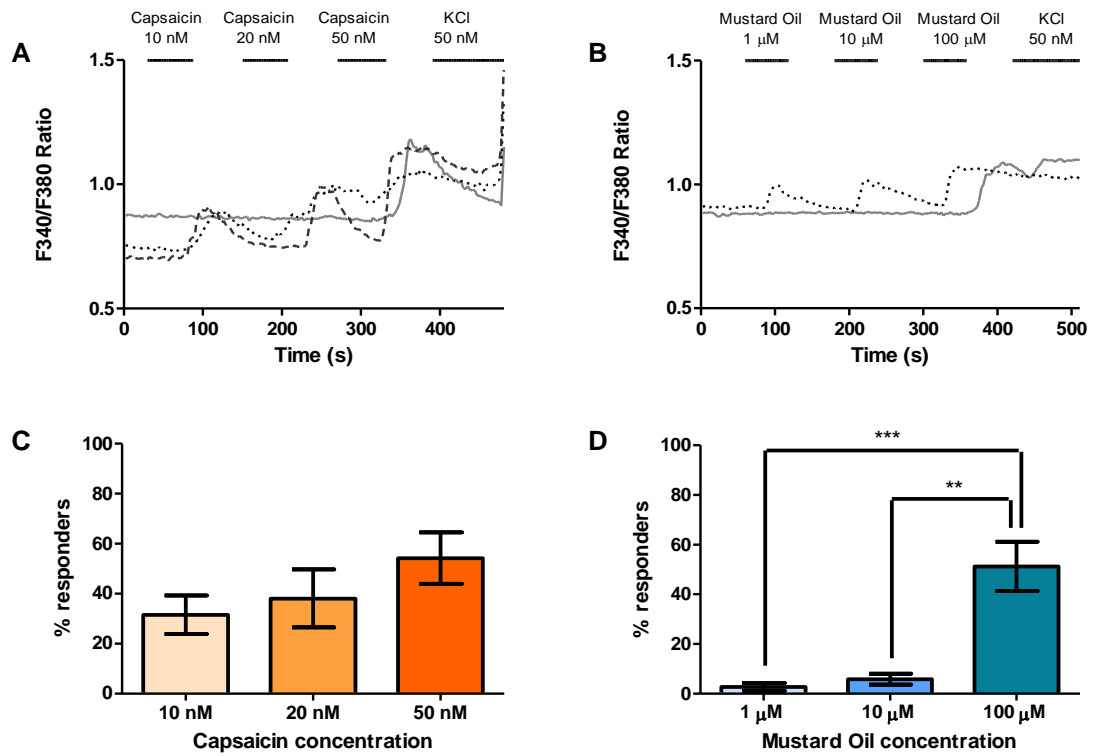 Capsaicin Capsaicin Capsaicin KCl
10 nM 20 nM 50 nM 50 nM
A
1.5
1.0
0.5
F340/F380 Ratio
0 100 200 300 400
Time (s)
Mustard Oil Mustard Oil Mustard Oil KCl
1 μM 10 μM 100 μM 50 nM
B
1.5
1.0
0.5
F340/F380 Ratio
0 100 200 300 400 500
Time (s)
C
100
80
60
40
20
0
% responders
10 nM 20 nM 50 nM
Capsaicin concentration
D
100
80
60
40
20
0
% responders
***
**
1 μM 10 μM 100 μM
Mustard Oil concentration